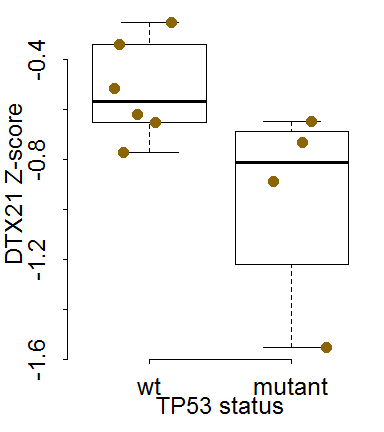 DTX21 Z-score
-0.4
-0.8
-1.2
-1.6
wt mutant
TP53 status